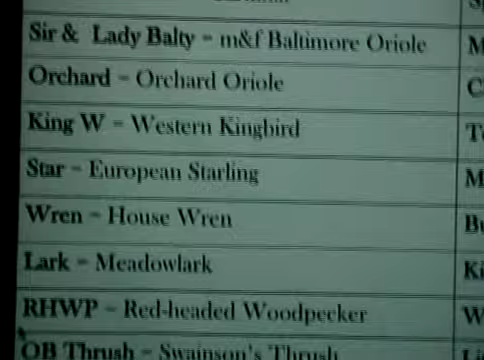 Sir & Lady Balty - m&f Baltimore Oriole M
Orchard - Orchard Oriole C
King W - Western Kingbird T
Star - European Starling M
Wren - House Wren B
Lark - Meadowlark Ki
RHWP - Red-headed Woodpecker W
OB Thrush - Swainson's Thrush